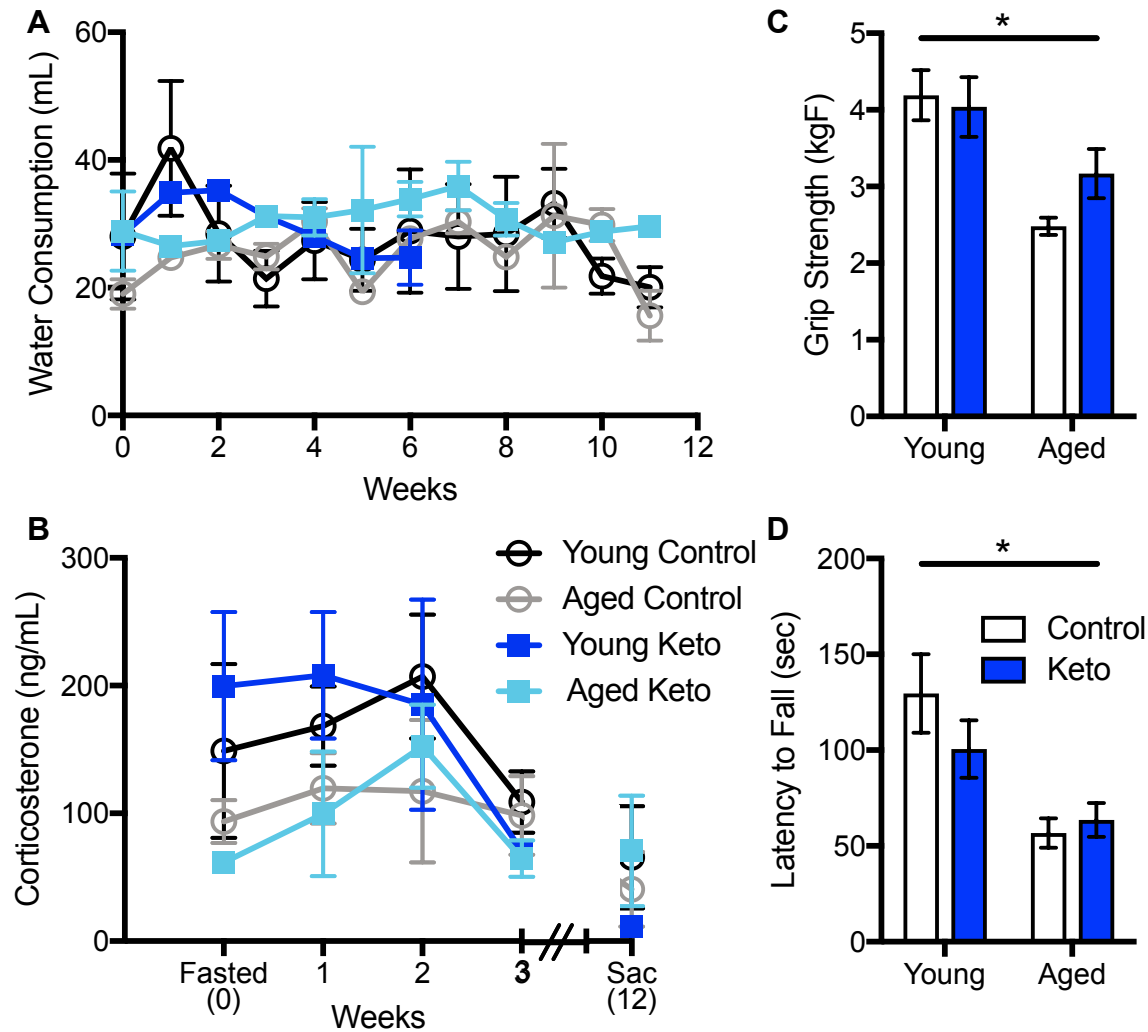 A
Water Consumption (mL)
60
40
20
0
0 2 4 6 8 10 12
Weeks
B
Corticosterone (ng/mL)
300
200
100
0
Fasted 1 2 3 Sac
(0) (12)
Weeks
Young Control
Aged Control
Young Keto
Aged Keto
C
*
Grip Strength (kgF)
5
4
3
2
1
0
Young Aged
D
*
Latency to Fall (sec)
200
150
100
50
0
Control
Keto
Young Aged